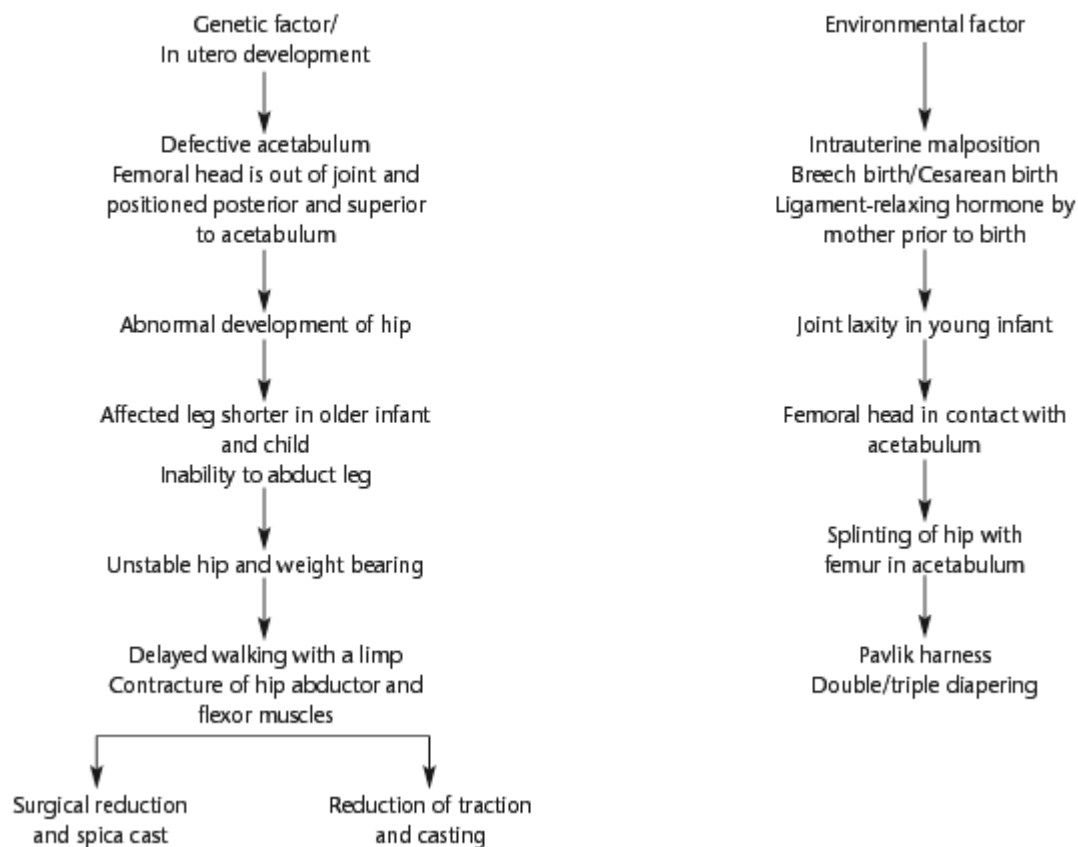 Genetic factor/
In utero development
Defective acetabulum
Femoral head is out of joint and
positioned posterior and superior
to acetabulum
Abnormal development of hip
Affected leg shorter in older infant
and child
Inability to abduct leg
Unstable hip and weight bearing
Delayed walking with a limp
Contracture of hip abductor and
flexor muscles
Surgical reduction
and spica cast
Reduction of traction
and casting
Environmental factor
Intrauterine malposition
Breech birth/Cesarean birth
Ligament-relaxing hormone by
mother prior to birth
Joint laxity in young infant
Femoral head in contact with
acetabulum
Splinting of hip with
femur in acetabulum
Pavlik harness
Double/triple diapering